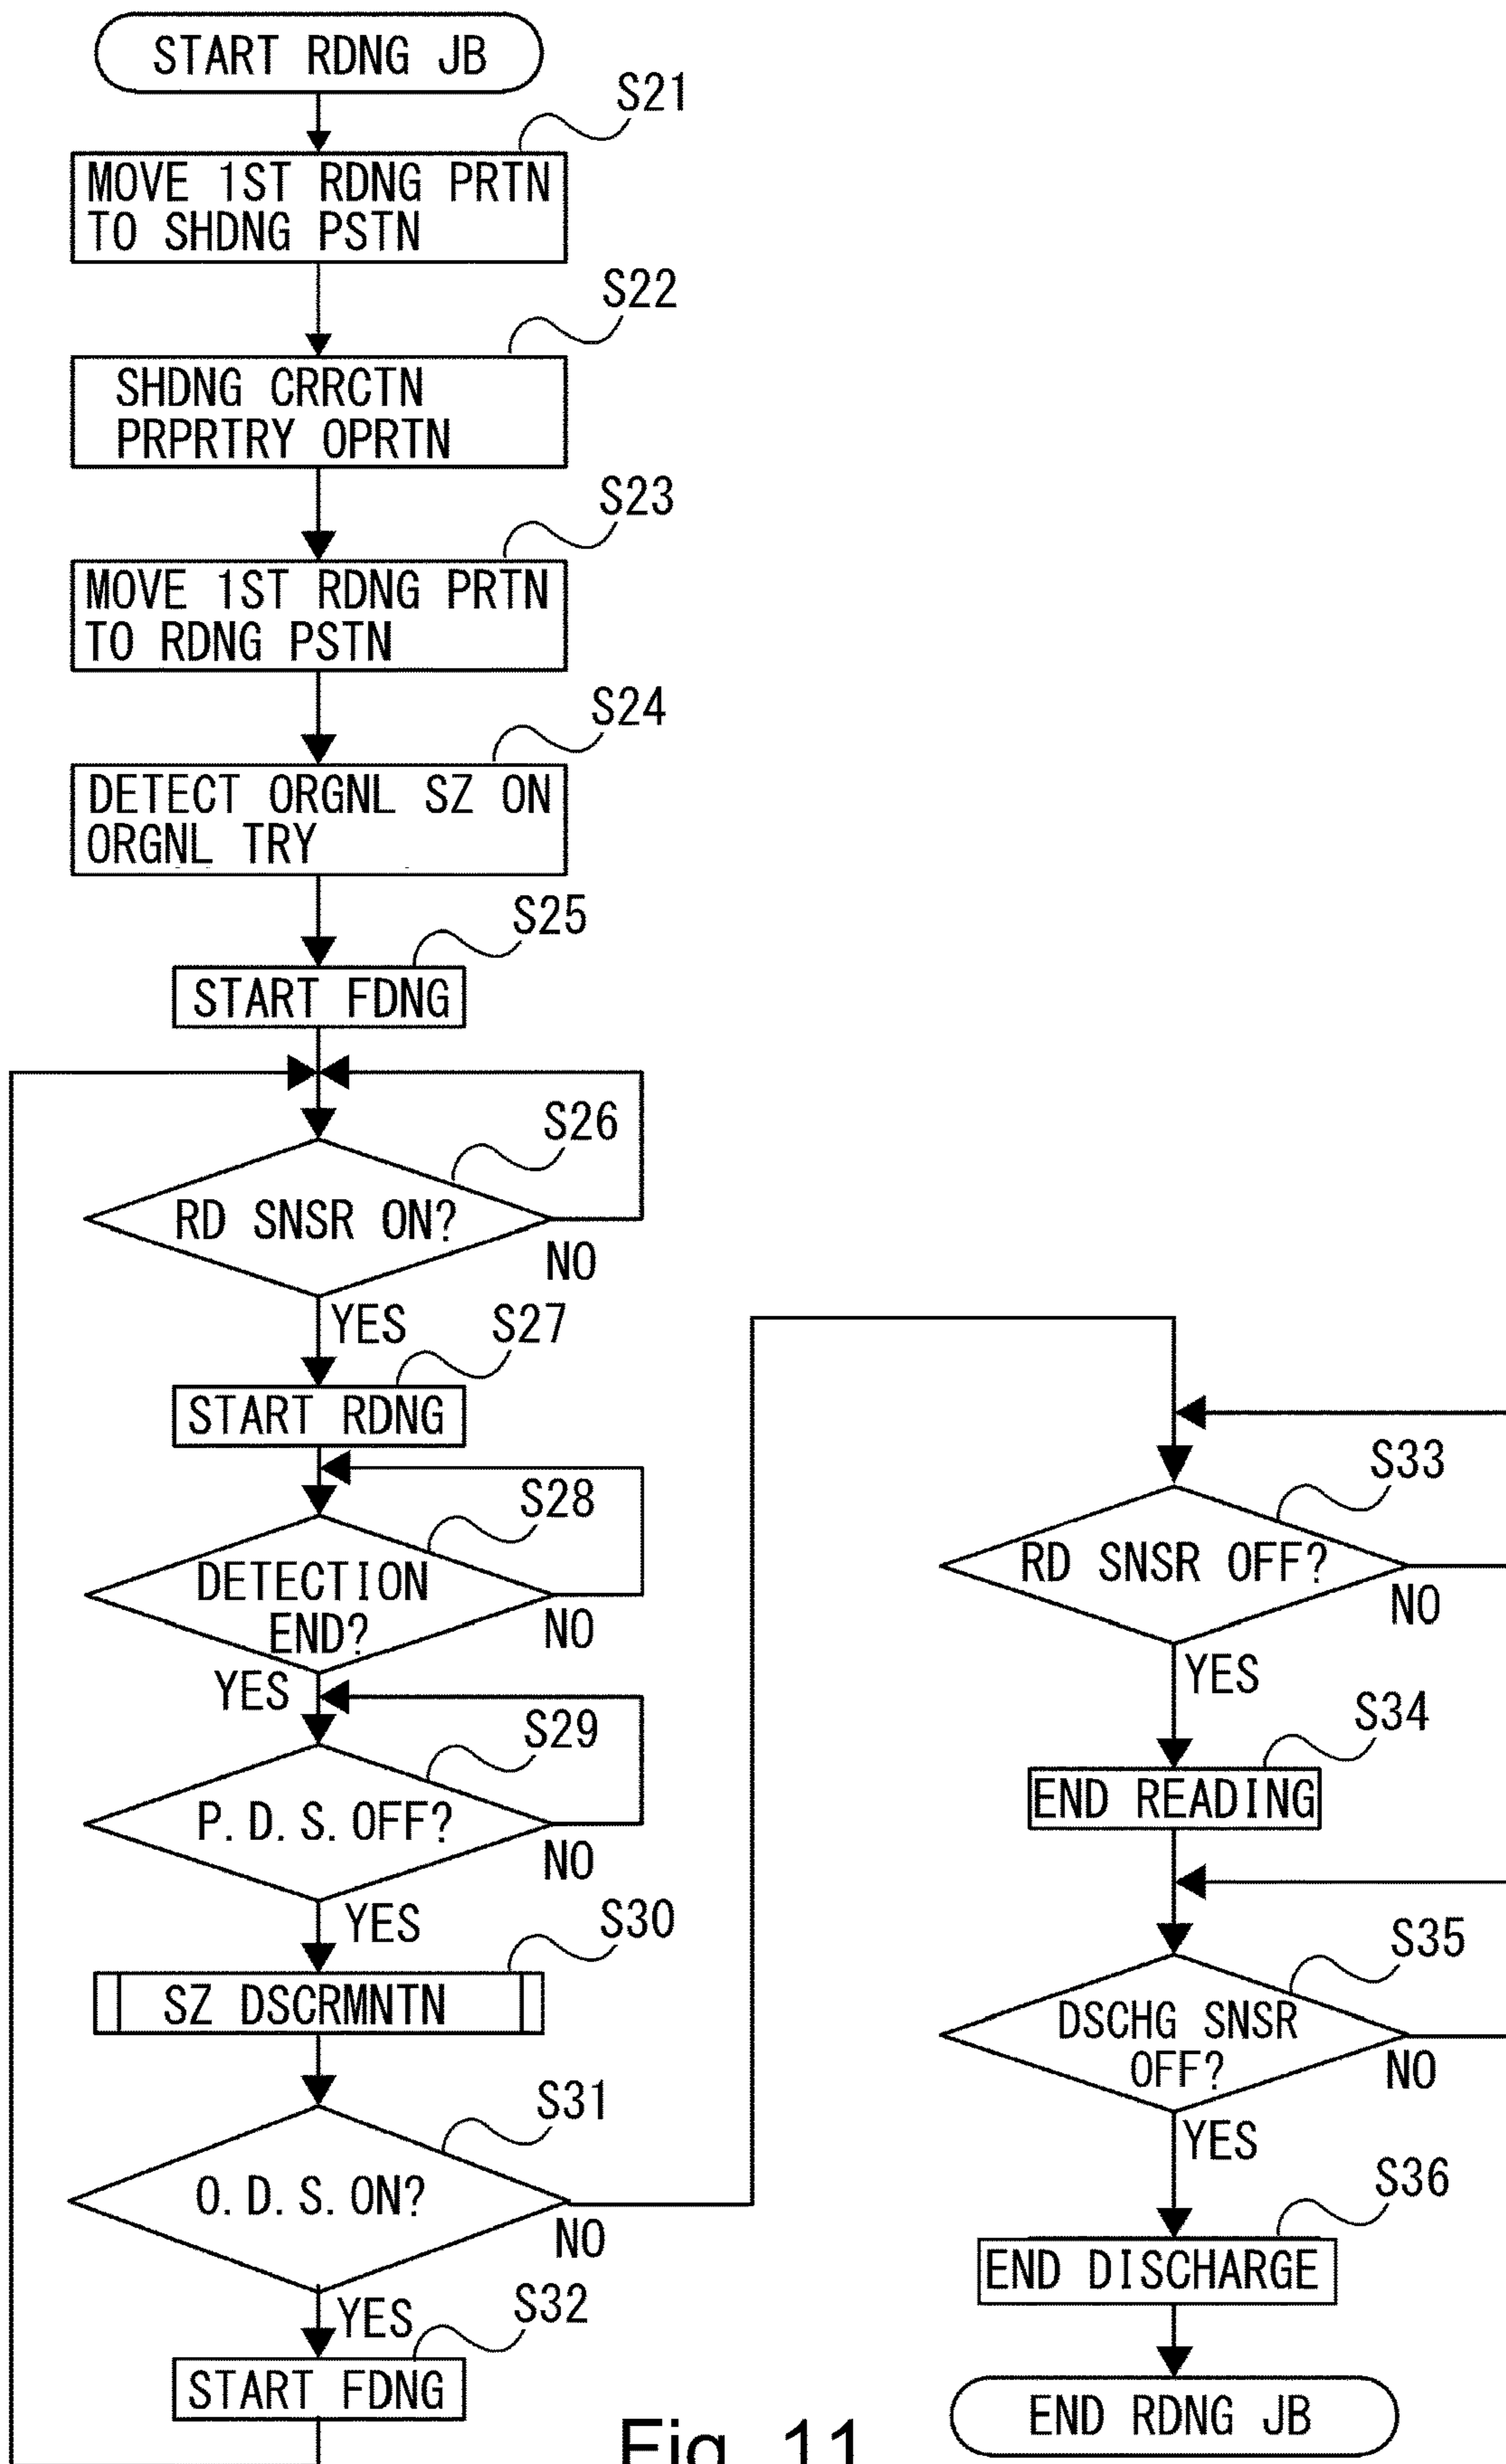 START RDNG JB
S21
MOVE 1ST RDNG PRTN
TO SHDNG PSTN
S22
SHDNG CRRCTN
PRPRTRY OPRTN
S23
MOVE 1ST RDNG PRTN
TO RDNG PSTN
S24
DETECT ORGNL SZ ON
ORGNL TRY
S25
START FDNG
S26
RD SNSR ON?
NO
YES
S27
START RDNG
S28
DETECTION
END?
NO
YES
S29
P.D.S.OFF?
NO
YES
S30
SZ DSCRMNTN
S31
O.D.S.ON?
NO
YES
S32
START FDNG
S33
RD SNSR OFF?
NO
YES
S34
END READING
S35
DSCHG SNSR
OFF?
NO
YES
S36
END DISCHARGE
END RDNG JB
Fig. 11